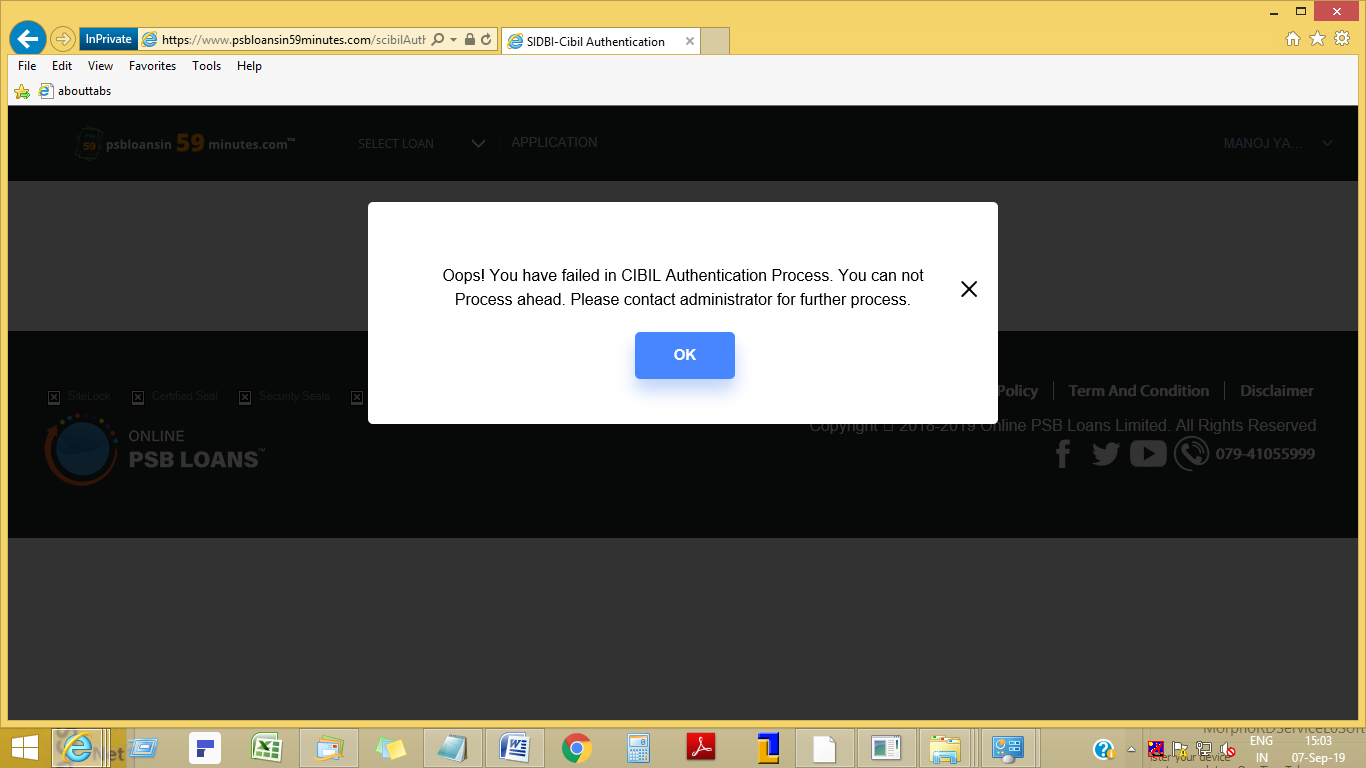 InPrivate
https://www.psbloansin59minutes.com/scibilAuth
SIDBI-Cibil Authentication
File Edit View Favorites Tools Help
abouttabs
psbloansin 59 minutes.com™
SELECT LOAN
APPLICATION
MANOJ YA...
Oops! You have failed in CIBIL Authentication Process. You can not
Process ahead. Please contact administrator for further process.
OK
SiteLock Certified Seal Security Seals
Policy Term And Condition Disclaimer
Copyright 2018-2019 Online PSB Loans Limited. All Rights Reserved
ONLINE
PSB LOANS™
079-41055999
Net
ENG
IN
15:03
07-Sep-19